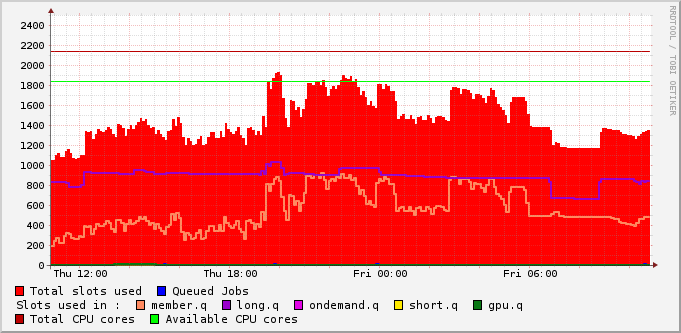 RRDTOOL / TOBI OETIKER
2400
2200
2000
1800
1600
1400
1200
1000
800
600
400
200
0
Thu 12:00 Thu 18:00 Fri 00:00 Fri 06:00
Total slots used Queued Jobs
Slots used in : member.q long.q ondemand.q short.q gpu.q
Total CPU cores Available CPU cores